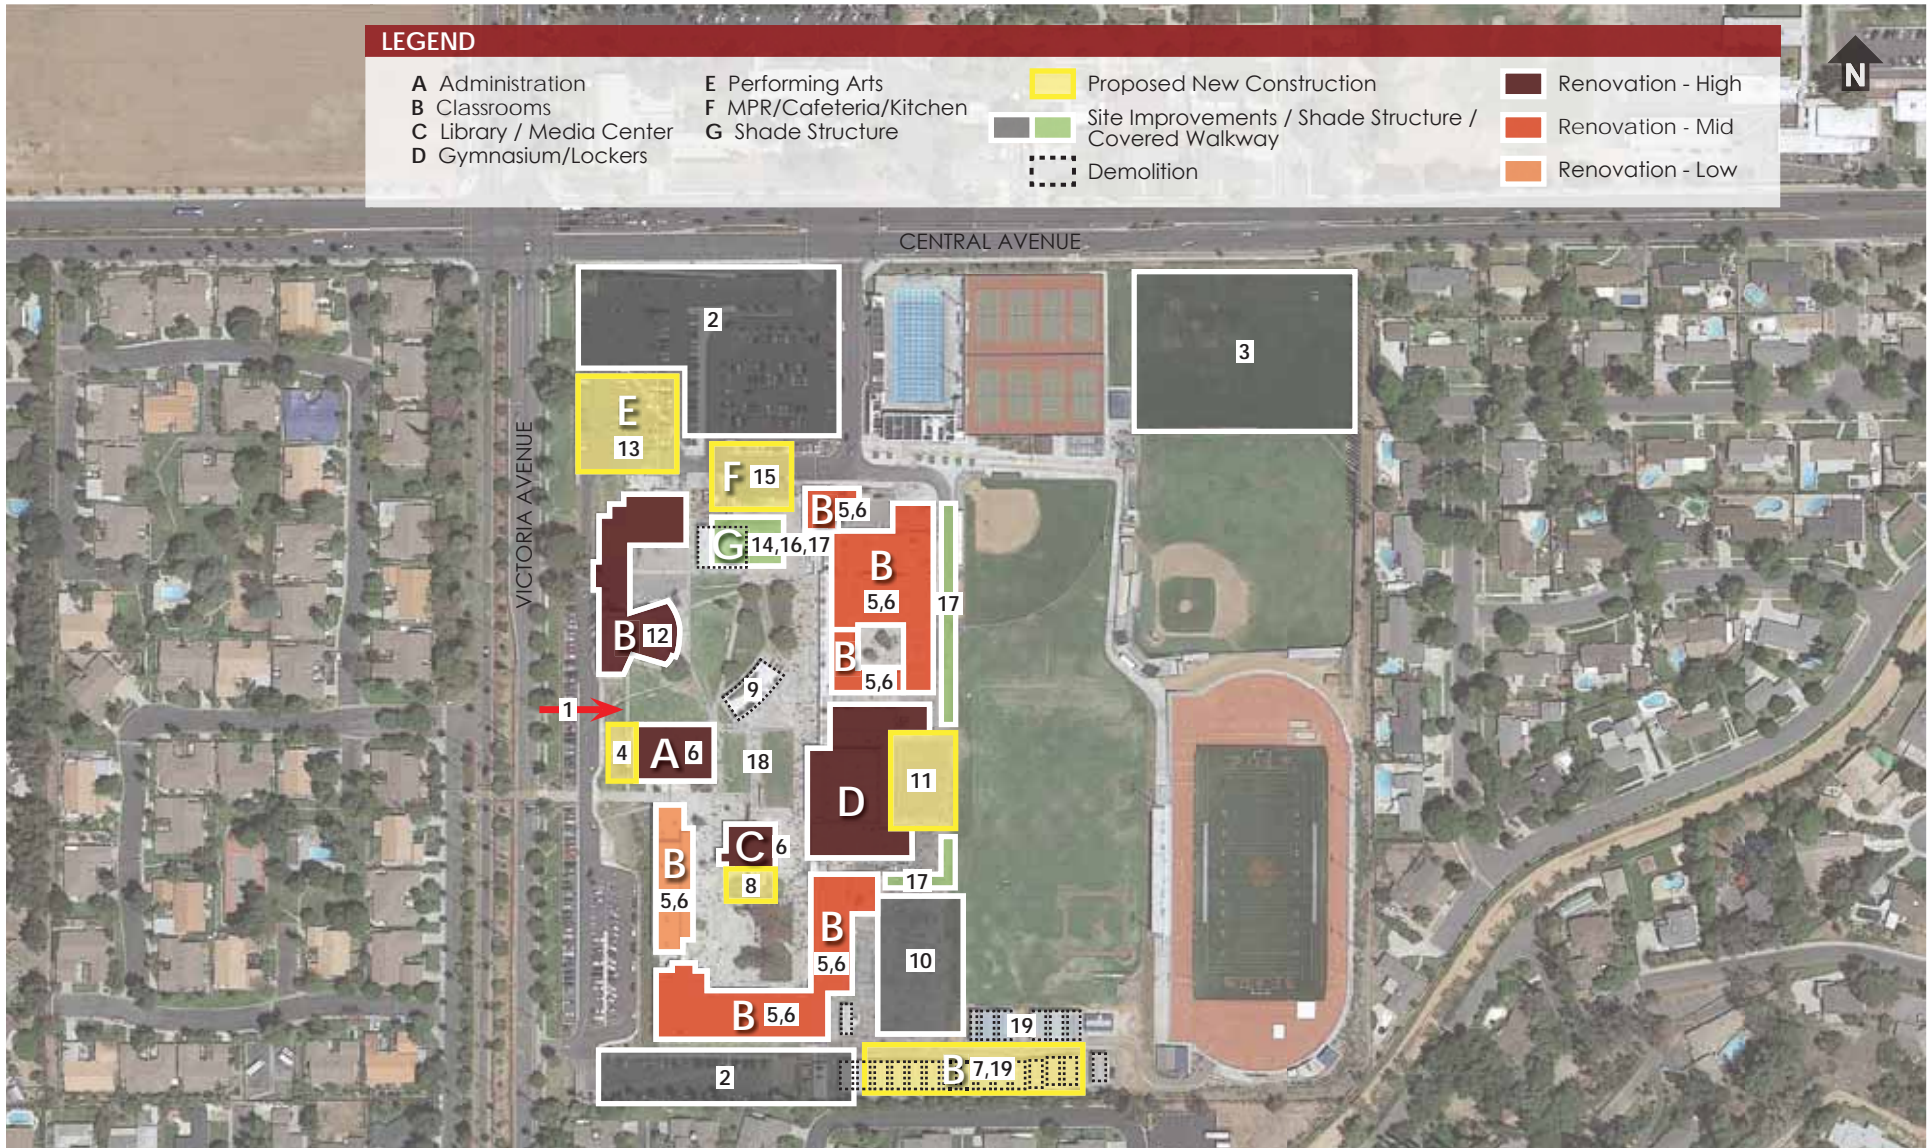 LEGEND
A Administration
B Classrooms
C Library / Media Center
D Gymnasium/Lockers
E Performing Arts
F MPR/Cafeteria/Kitchen
G Shade Structure
Proposed New Construction
Site Improvements / Shade Structure /
Covered Walkway
Demolition
Renovation - High
Renovation - Mid
Renovation - Low
N
CENTRAL AVENUE
VICTORIA AVENUE
2
3
E
13
F 15
B 5,6
G 14,16,17
B
5,6
17
B 12
B
5,6
9
1
4
A 6
18
11
D
C 6
8
B
5,6
17
B
5,6
10
B 5,6
19
2
B 7,19